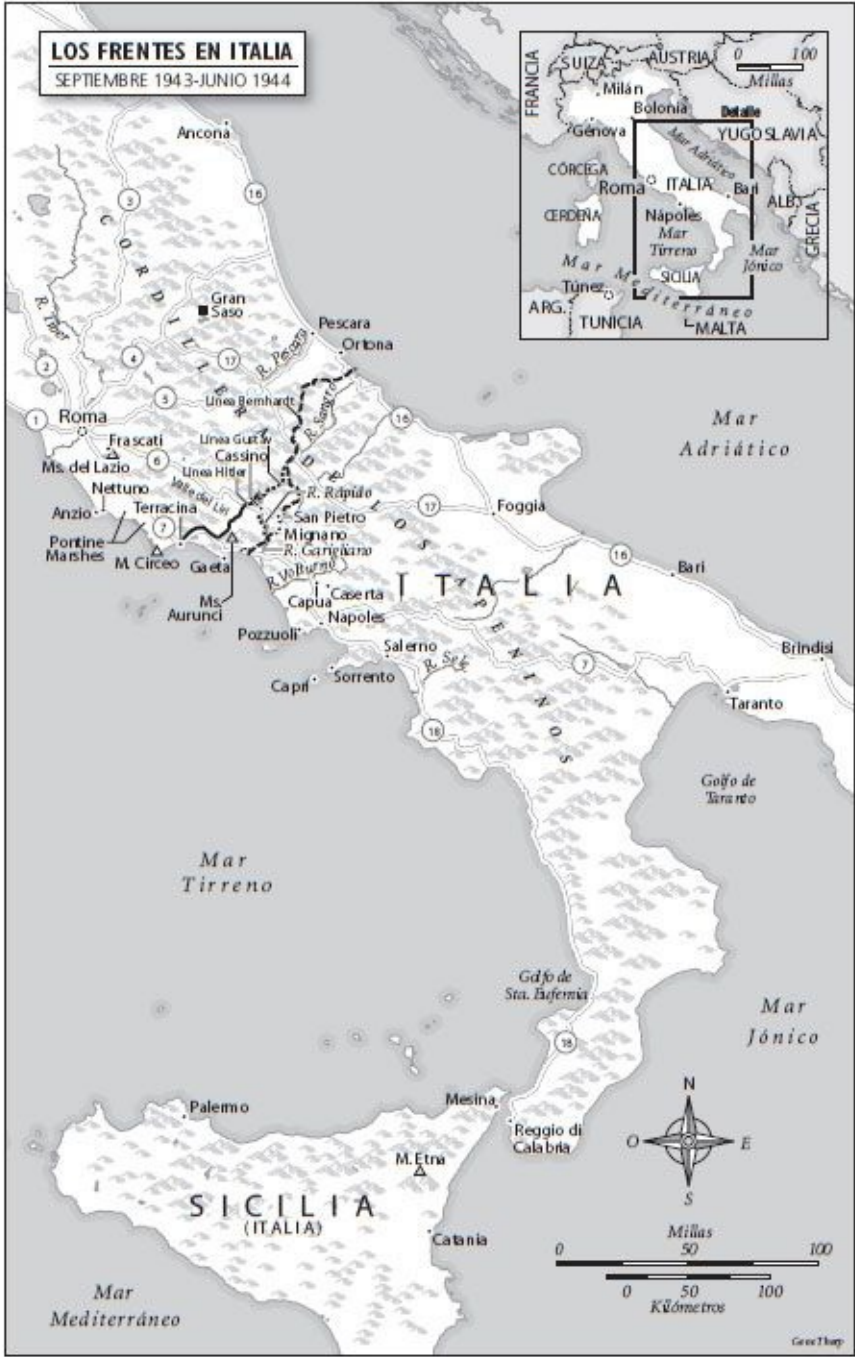 LOS FRENTES EN ITALIA
SEPTIEMBRE 1943-JUNIO 1944
FRANCIA
SUIZA
AUSTRIA
0 100
Millas
Milán
Bolonia
Detalle
Génova
YUGOSLAVIA
Mar Adriático
CÓRCEGA
Roma
ITALIA
Bari
ALB.
CERDEÑA
Nápoles
Mar
Tirreno
GRECIA
Mar
Jónico
SICILIA
Mar Mediterráneo
Túnez
ARG.
TUNICIA
MALTA
Ancona
3
16
CORDILLERA DE LOS APENINOS
Gran
Saso
R. Tíber
Pescara
R. Pescara
Ortona
2
4
17
Línea Bernhardt
R. Sangro
1
5
16
Mar
Adriático
Roma
Frascati
Ms. del Lazio
6
Línea Gustav
Cassino
Línea Hitler
Nettuno
Valle del Liri
R. Rápido
Anzio
Terracina
17
Foggia
San Pietro
Pontine
Marshes
7
Mignano
M. Circeo
Gaeta
R. Garigliano
R. Volturno
16
Bari
Ms.
Aurunci
Capua
Caserta
ITALIA
Pozzuoli
Napoles
Salerno
Brindisi
Capri
Sorrento
R. Sele
7
Taranto
18
Golfo de
Taranto
Mar
Tirreno
Golfo de
Sta. Eufemia
Mar
Jónico
18
Palermo
Mesina
Reggio di
Calabria
N
O E
S
M. Etna
SICILIA
(ITALIA)
Catania
Millas
0 50 100
0 50 100
Kilómetros
Mar
Mediterráneo
Gene Thorp